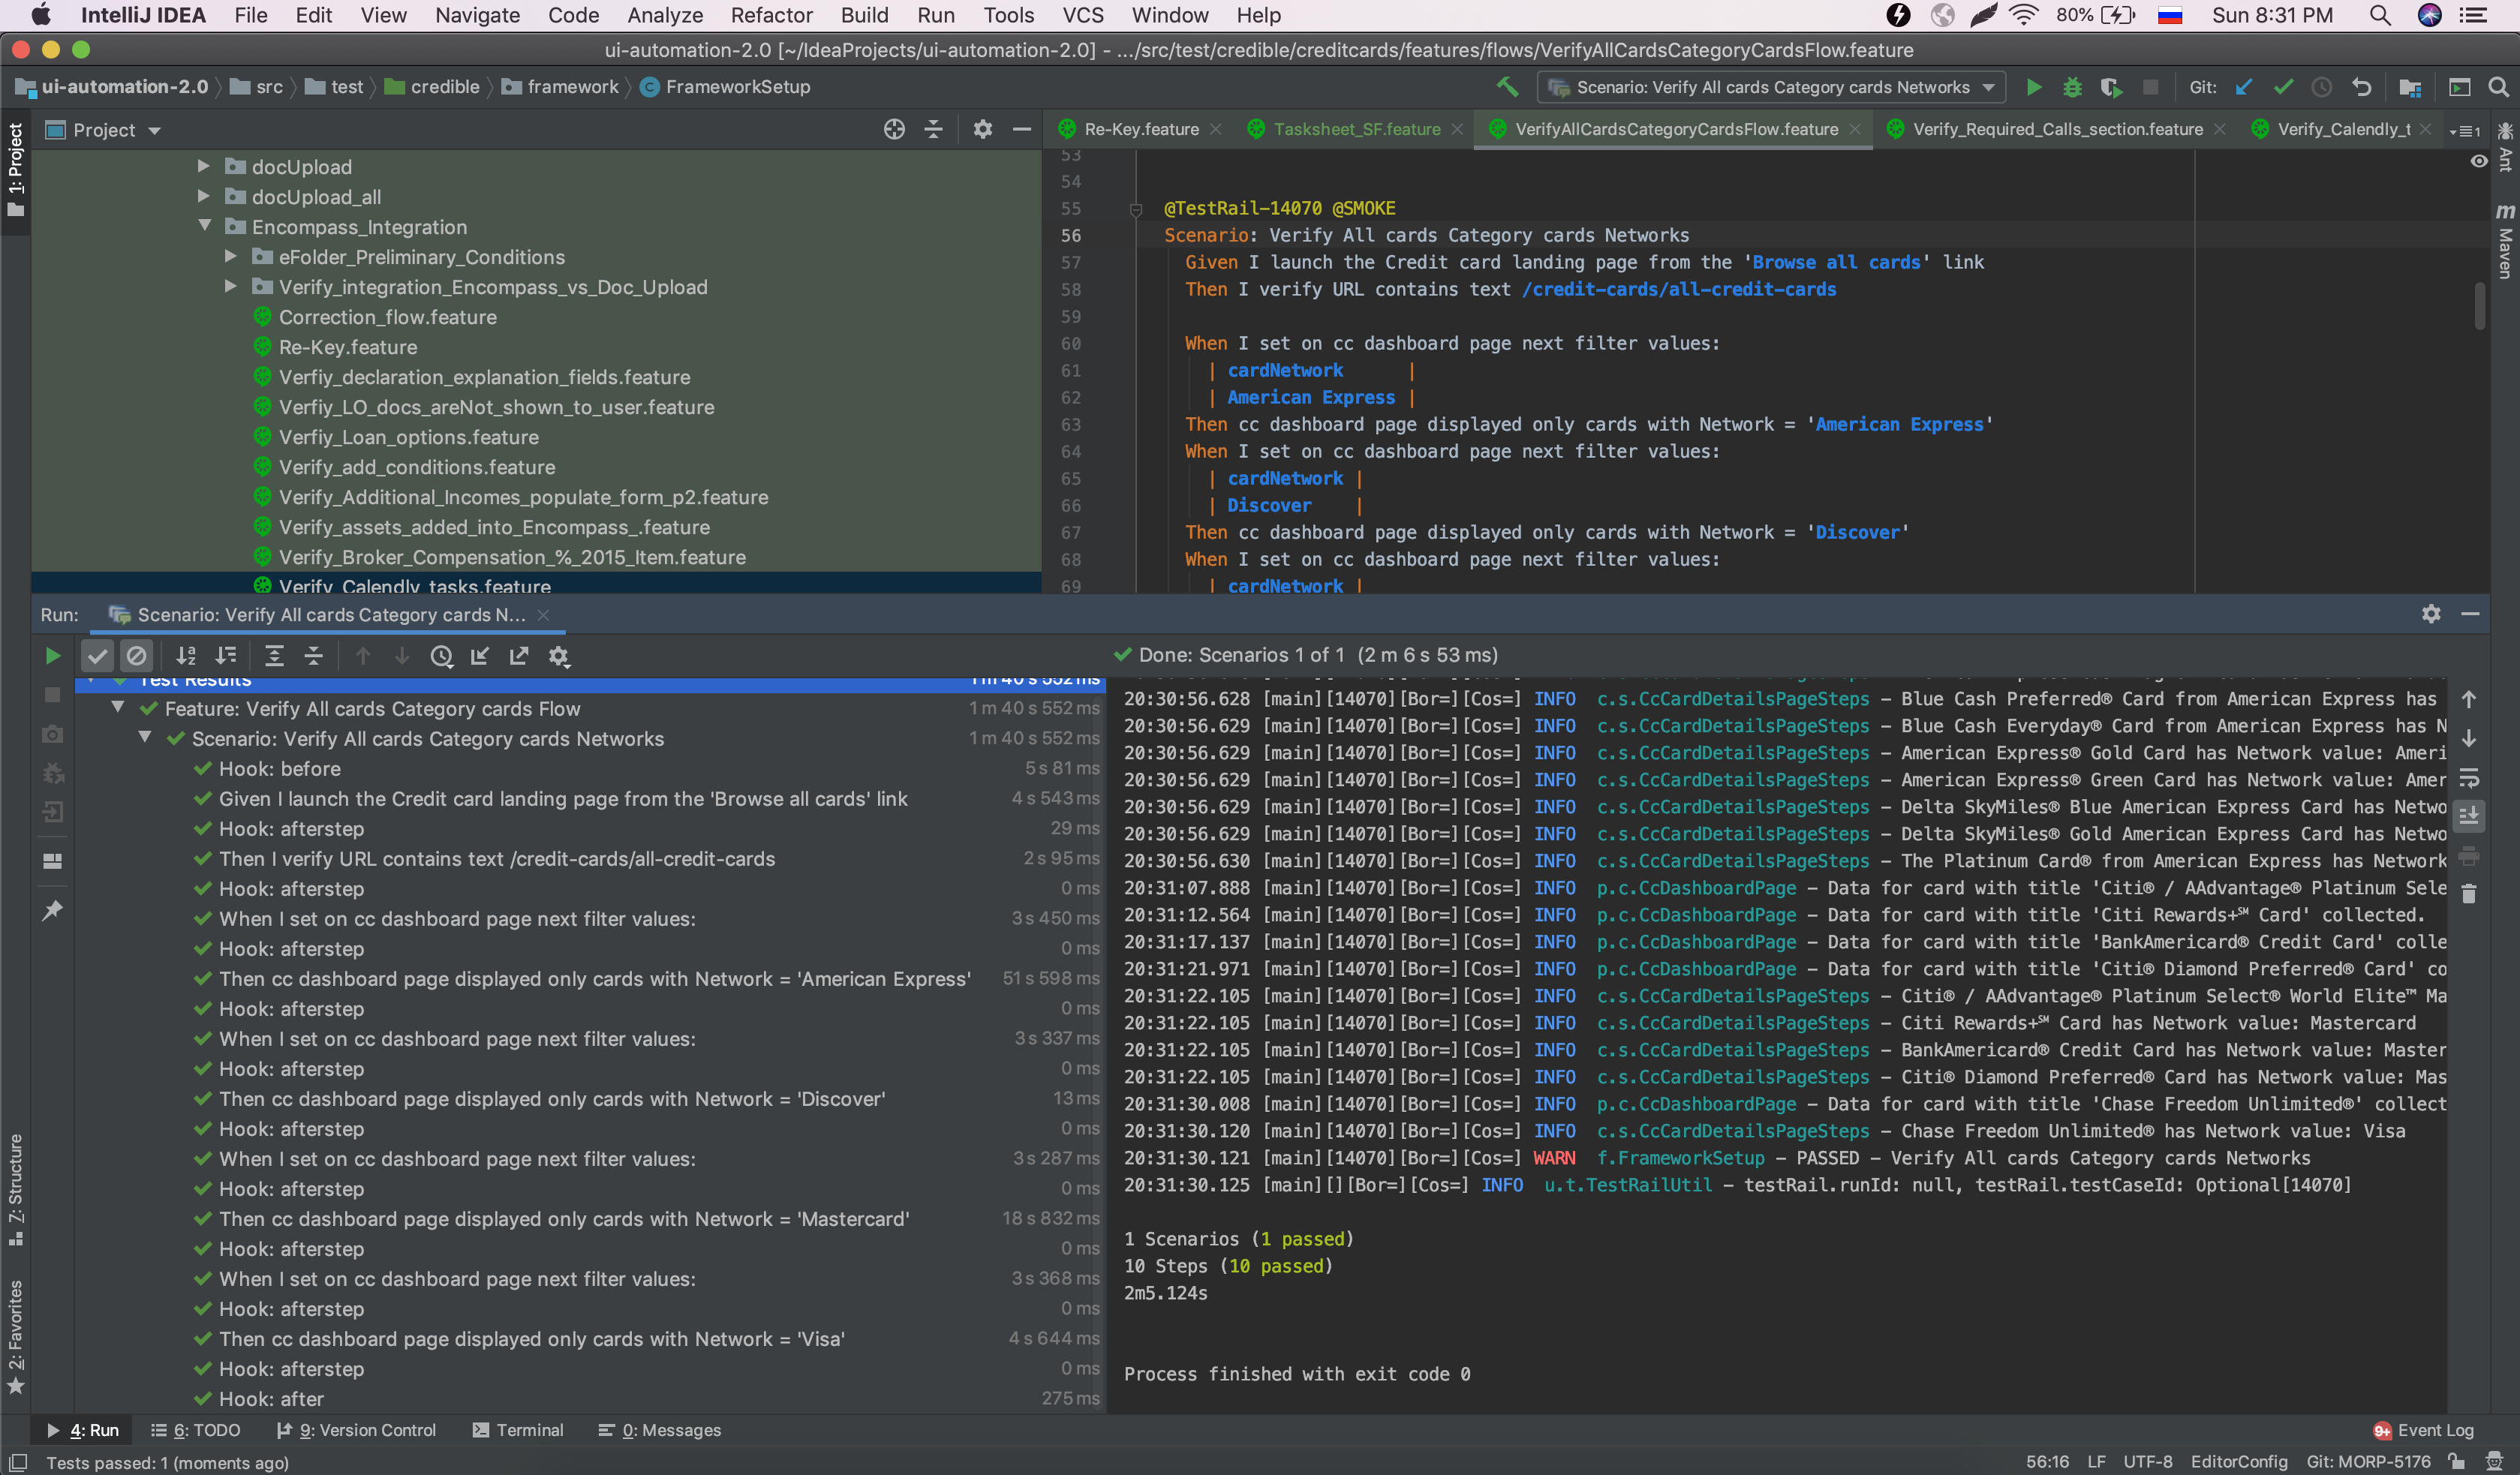 IntelliJ IDEA File Edit View Navigate Code Analyze Refactor Build Run Tools VCS Window Help 80% Sun 8:31 PM
ui-automation-2.0 [~/IdeaProjects/ui-automation-2.0] - .../src/test/credible/creditcards/features/flows/VerifyAllCardsCategoryCardsFlow.feature
ui-automation-2.0 src test credible framework FrameworkSetup Scenario: Verify All cards Category cards Networks Git:
1: Project
Project
Re-Key.feature Tasksheet_SF.feature VerifyAllCardsCategoryCardsFlow.feature Verify_Required_Calls_section.feature Verify_Calendly_t 1
Ant
Maven
docUpload
docUpload_all
Encompass_Integration
eFolder_Preliminary_Conditions
Verify_integration_Encompass_vs_Doc_Upload
Correction_flow.feature
Re-Key.feature
Verfiy_declaration_explanation_fields.feature
Verfiy_LO_docs_areNot_shown_to_user.feature
Verfiy_Loan_options.feature
Verify_add_conditions.feature
Verify_Additional_Incomes_populate_form_p2.feature
Verify_assets_added_into_Encompass_.feature
Verify_Broker_Compensation_%_2015_Item.feature
Verify_Calendly_tasks.feature
53
54
55 @TestRail-14070 @SMOKE
56 Scenario: Verify All cards Category cards Networks
57 Given I launch the Credit card landing page from the 'Browse all cards' link
58 Then I verify URL contains text /credit-cards/all-credit-cards
59
60 When I set on cc dashboard page next filter values:
61 | cardNetwork |
62 | American Express |
63 Then cc dashboard page displayed only cards with Network = 'American Express'
64 When I set on cc dashboard page next filter values:
65 | cardNetwork |
66 | Discover |
67 Then cc dashboard page displayed only cards with Network = 'Discover'
68 When I set on cc dashboard page next filter values:
69 | cardNetwork |
Run: Scenario: Verify All cards Category cards N...
Done: Scenarios 1 of 1 (2 m 6 s 53 ms)
Test Results 1 m 40 s 552 ms
Feature: Verify All cards Category cards Flow 1 m 40 s 552 ms
Scenario: Verify All cards Category cards Networks 1 m 40 s 552 ms
Hook: before 5 s 81 ms
Given I launch the Credit card landing page from the 'Browse all cards' link 4 s 543 ms
Hook: afterstep 29 ms
Then I verify URL contains text /credit-cards/all-credit-cards 2 s 95 ms
Hook: afterstep 0 ms
When I set on cc dashboard page next filter values: 3 s 450 ms
Hook: afterstep 0 ms
Then cc dashboard page displayed only cards with Network = 'American Express' 51 s 598 ms
Hook: afterstep 0 ms
When I set on cc dashboard page next filter values: 3 s 337 ms
Hook: afterstep 0 ms
Then cc dashboard page displayed only cards with Network = 'Discover' 13 ms
Hook: afterstep 0 ms
When I set on cc dashboard page next filter values: 3 s 287 ms
Hook: afterstep 0 ms
Then cc dashboard page displayed only cards with Network = 'Mastercard' 18 s 832 ms
Hook: afterstep 0 ms
When I set on cc dashboard page next filter values: 3 s 368 ms
Hook: afterstep 0 ms
Then cc dashboard page displayed only cards with Network = 'Visa' 4 s 644 ms
Hook: afterstep 0 ms
Hook: after 275 ms
20:30:56.628 [main][14070][Bor=][Cos=] INFO c.s.CcCardDetailsPageSteps – Blue Cash Preferred® Card from American Express has
20:30:56.629 [main][14070][Bor=][Cos=] INFO c.s.CcCardDetailsPageSteps – Blue Cash Everyday® Card from American Express has N
20:30:56.629 [main][14070][Bor=][Cos=] INFO c.s.CcCardDetailsPageSteps – American Express® Gold Card has Network value: Ameri
20:30:56.629 [main][14070][Bor=][Cos=] INFO c.s.CcCardDetailsPageSteps – American Express® Green Card has Network value: Amer
20:30:56.629 [main][14070][Bor=][Cos=] INFO c.s.CcCardDetailsPageSteps – Delta SkyMiles® Blue American Express Card has Netwo
20:30:56.629 [main][14070][Bor=][Cos=] INFO c.s.CcCardDetailsPageSteps – Delta SkyMiles® Gold American Express Card has Netwo
20:30:56.630 [main][14070][Bor=][Cos=] INFO c.s.CcCardDetailsPageSteps – The Platinum Card® from American Express has Network
20:31:07.888 [main][14070][Bor=][Cos=] INFO p.c.CcDashboardPage – Data for card with title 'Citi® / AAdvantage® Platinum Sele
20:31:12.564 [main][14070][Bor=][Cos=] INFO p.c.CcDashboardPage – Data for card with title 'Citi Rewards+℠ Card' collected.
20:31:17.137 [main][14070][Bor=][Cos=] INFO p.c.CcDashboardPage – Data for card with title 'BankAmericard® Credit Card' colle
20:31:21.971 [main][14070][Bor=][Cos=] INFO p.c.CcDashboardPage – Data for card with title 'Citi® Diamond Preferred® Card' co
20:31:22.105 [main][14070][Bor=][Cos=] INFO c.s.CcCardDetailsPageSteps – Citi® / AAdvantage® Platinum Select® World Elite™ Ma
20:31:22.105 [main][14070][Bor=][Cos=] INFO c.s.CcCardDetailsPageSteps – Citi Rewards+℠ Card has Network value: Mastercard
20:31:22.105 [main][14070][Bor=][Cos=] INFO c.s.CcCardDetailsPageSteps – BankAmericard® Credit Card has Network value: Master
20:31:22.105 [main][14070][Bor=][Cos=] INFO c.s.CcCardDetailsPageSteps – Citi® Diamond Preferred® Card has Network value: Mas
20:31:30.008 [main][14070][Bor=][Cos=] INFO p.c.CcDashboardPage – Data for card with title 'Chase Freedom Unlimited®' collect
20:31:30.120 [main][14070][Bor=][Cos=] INFO c.s.CcCardDetailsPageSteps – Chase Freedom Unlimited® has Network value: Visa
20:31:30.121 [main][14070][Bor=][Cos=] WARN f.FrameworkSetup – PASSED – Verify All cards Category cards Networks
20:31:30.125 [main][][Bor=][Cos=] INFO u.t.TestRailUtil – testRail.runId: null, testRail.testCaseId: Optional[14070]
1 Scenarios (1 passed)
10 Steps (10 passed)
2m5.124s
Process finished with exit code 0
Z: Structure
2: Favorites
4: Run 6: TODO 9: Version Control Terminal 0: Messages 9+ Event Log
Tests passed: 1 (moments ago) 56:16 LF UTF-8 EditorConfig Git: MORP-5176